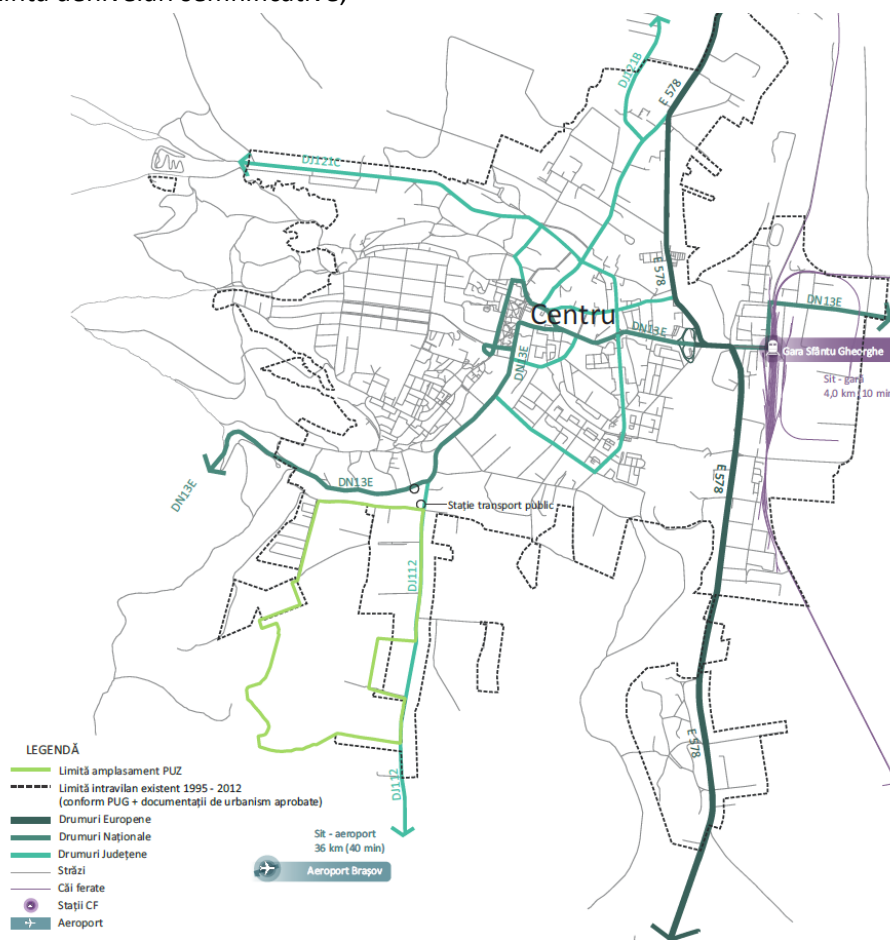 DJ121B
E 578
DJ121C
E 578
DN13E
Centru
DN13E
DN13E
Gara Sfântu Gheorghe
Sit - gară
4,0 km (10 min
DN13E
DN13E
E 578
Stație transport public
DJ112
E 578
DJ112
LEGENDĂ
Limită amplasament PUZ
Limită intravilan existent 1995 - 2012
(conform PUG + documentații de urbanism aprobate)
Drumuri Europene
Drumuri Naționale
Drumuri Județene
Străzi
Căi ferate
Stații CF
Aeroport
Sit - aeroport
36 km (40 min)
Aeroport Brașov